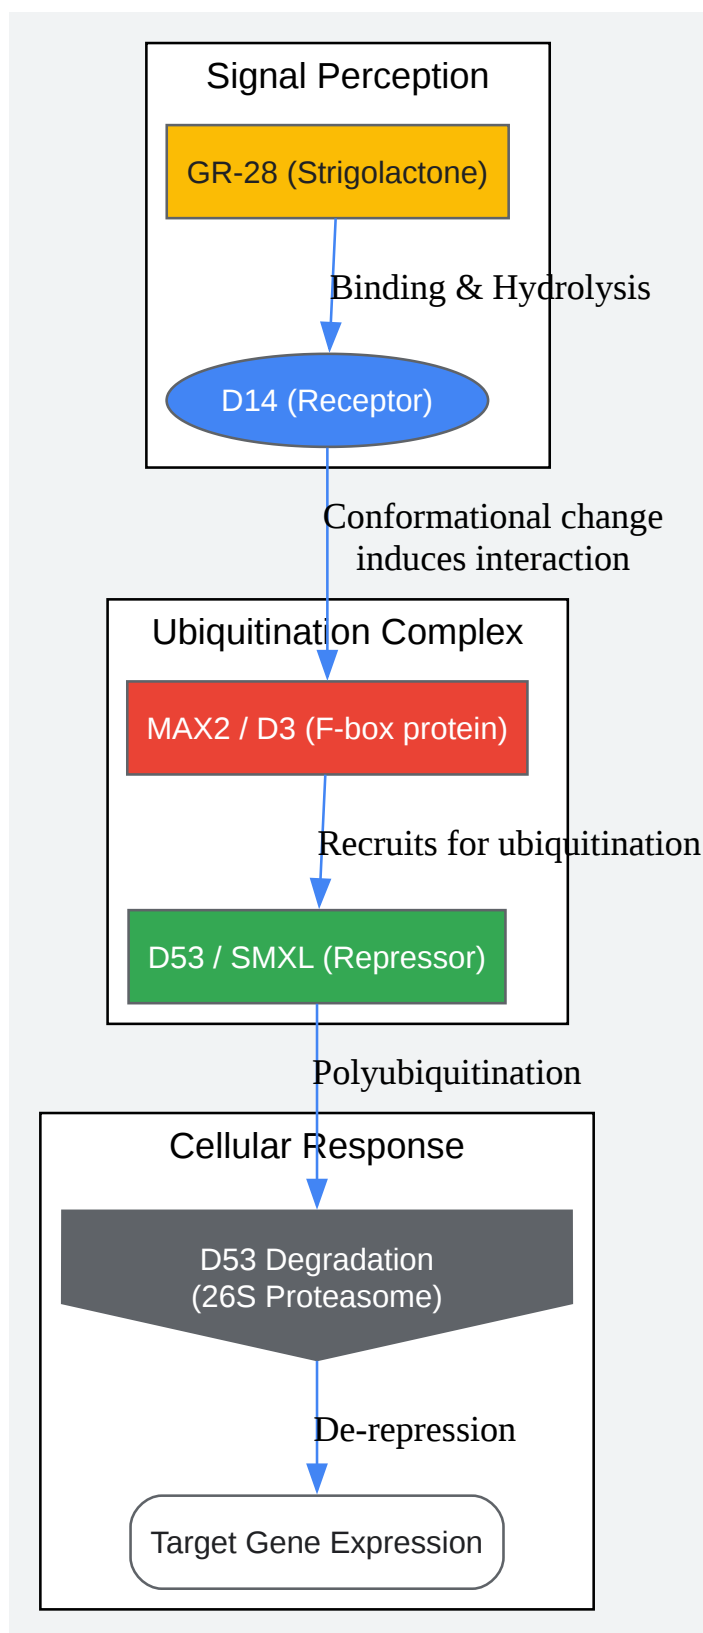 Signal Perception
GR-28 (Strigolactone)
Binding & Hydrolysis
D14 (Receptor)
Conformational change
induces interaction
Ubiquitination Complex
MAX2 / D3 (F-box protein)
Recruits for ubiquitination
D53 / SMXL (Repressor)
Polyubiquitination
Cellular Response
D53 Degradation
(26S Proteasome)
De-repression
Target Gene Expression